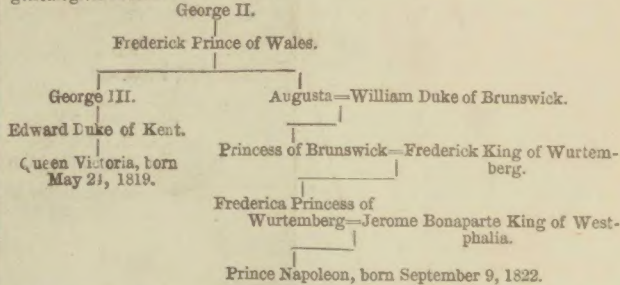 George II.
Frederick Prince of Wales.
George III. Augusta=William Duke of Brunswick.
Edward Duke of Kent.
Queen Victoria, born
May 21, 1819.
Princess of Brunswick=Frederick King of Wurtem-
berg.
Frederica Princess of
Wurtemberg=Jerome Bonaparte King of West-
phalia.
Prince Napoleon, born September 9, 1822.